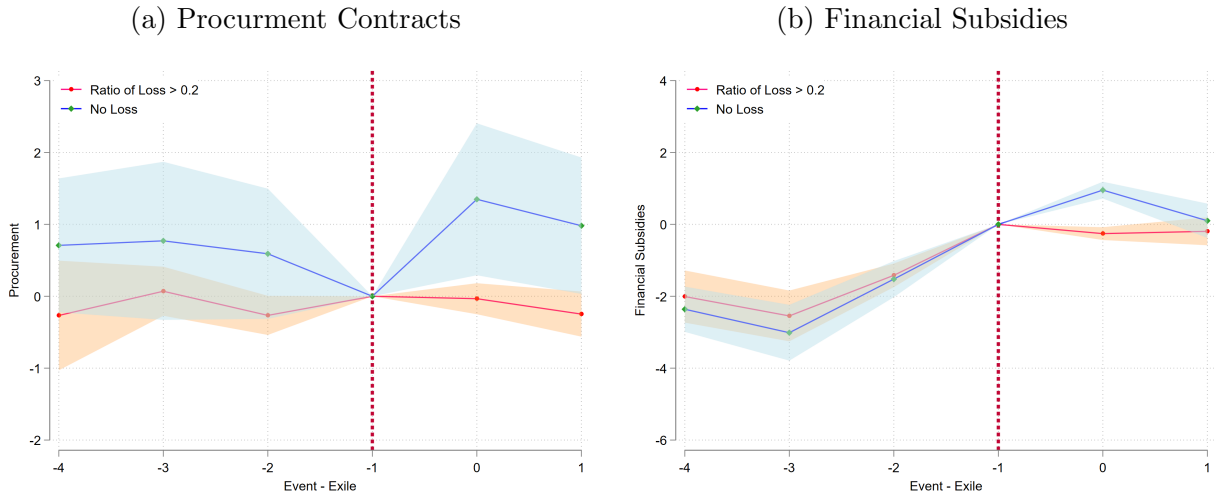 (a) Procurment Contracts
Ratio of Loss > 0.2
No Loss
Procurement
3
2
1
0
-1
-2
-4 -3 -2 -1 0 1
Event - Exile
(b) Financial Subsidies
Ratio of Loss > 0.2
No Loss
Financial Subsidies
4
2
0
-2
-4
-6
-4 -3 -2 -1 0 1
Event - Exile